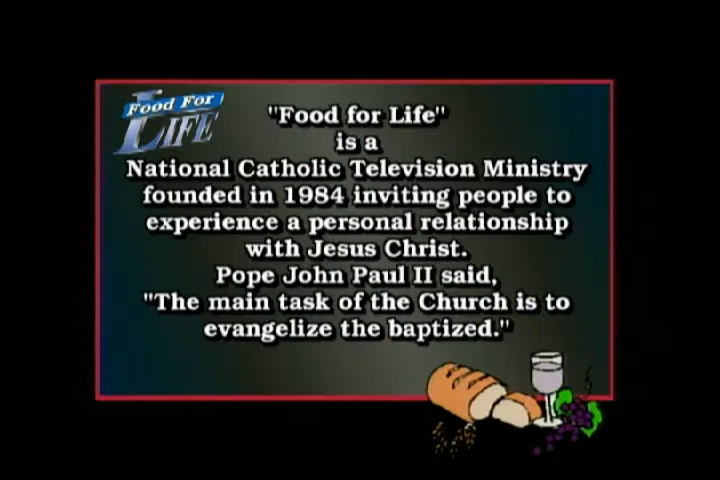 Food For
LIFE
"Food for Life"
is a
National Catholic Television Ministry
founded in 1984 inviting people to
experience a personal relationship
with Jesus Christ.
Pope John Paul II said,
"The main task of the Church is to
evangelize the baptized."